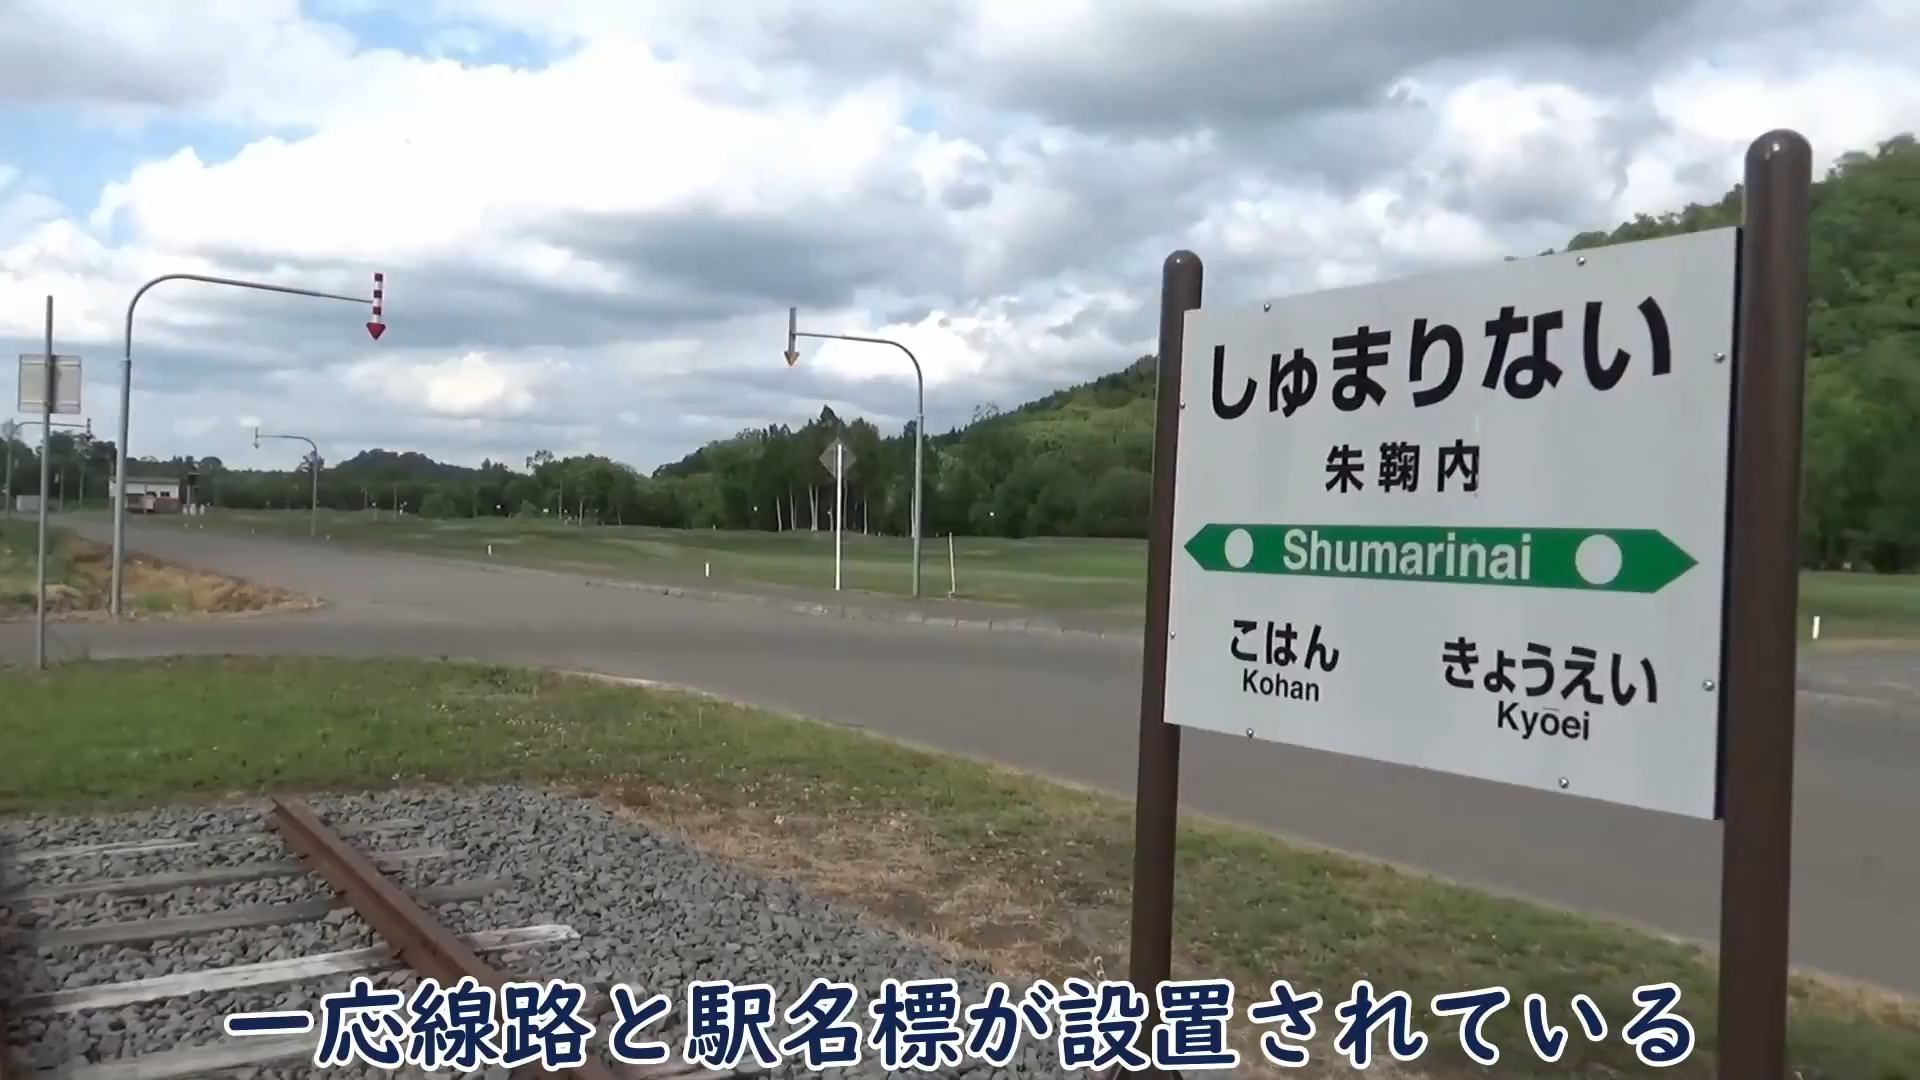 しゅまりない
朱鞠内
Shumarinai
こはん きょうえい
Kohan Kyōei
一応線路と駅名標が設置されている